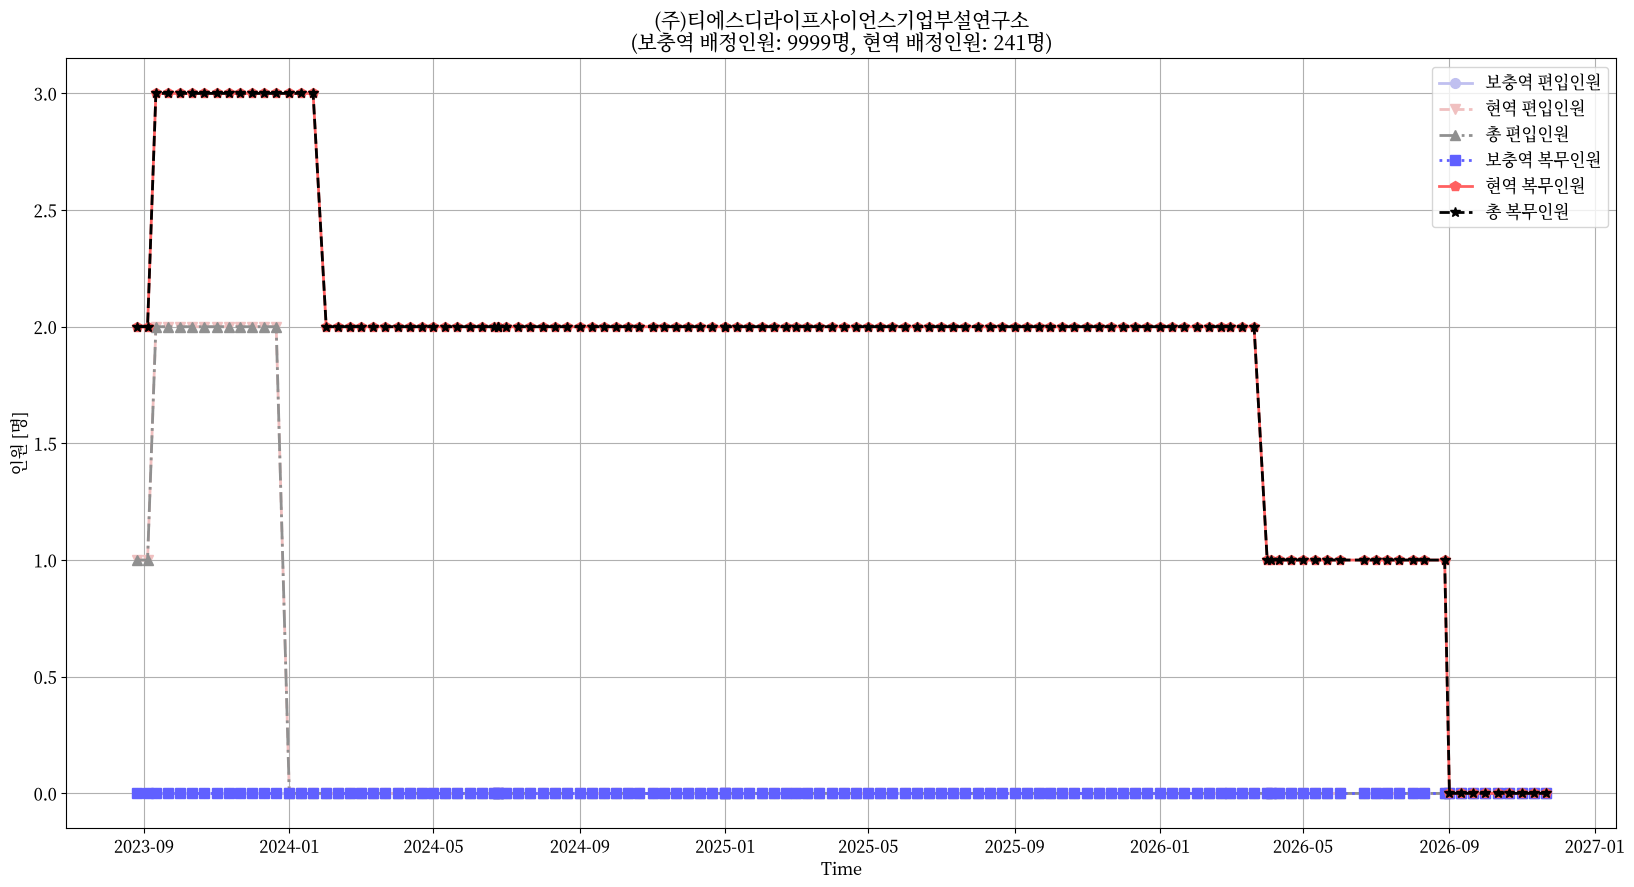 (주)티에스디라이프사이언스기업부설연구소
(보충역 배정인원: 9999명, 현역 배정인원: 241명)
보충역 편입인원
현역 편입인원
총 편입인원
보충역 복무인원
현역 복무인원
총 복무인원
인원 [명]
3.0
2.5
2.0
1.5
1.0
0.5
0.0
2023-09
2024-01
2024-05
2024-09
2025-01
2025-05
2025-09
2026-01
2026-05
2026-09
2027-01
Time